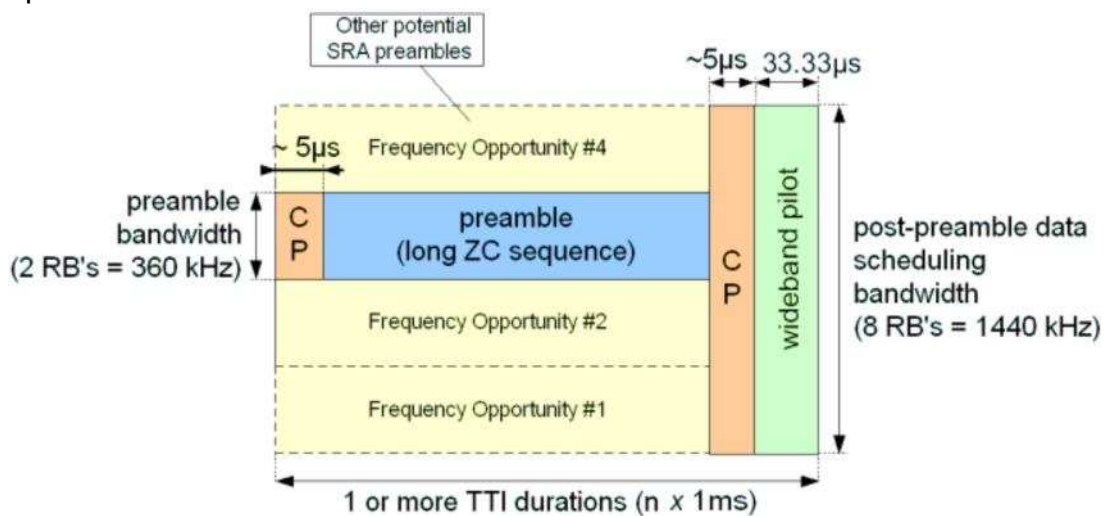 Other potential
SRA preambles
~5μs
33.33μs
Frequency Opportunity #4
~ 5μs
preamble
bandwidth
(2 RB's = 360 kHz)
C
P
preamble
(long ZC sequence)
C
P
wideband pilot
post-preamble data
scheduling
bandwidth
(8 RB's = 1440 kHz)
Frequency Opportunity #2
Frequency Opportunity #1
1 or more TTI durations (n x 1ms)